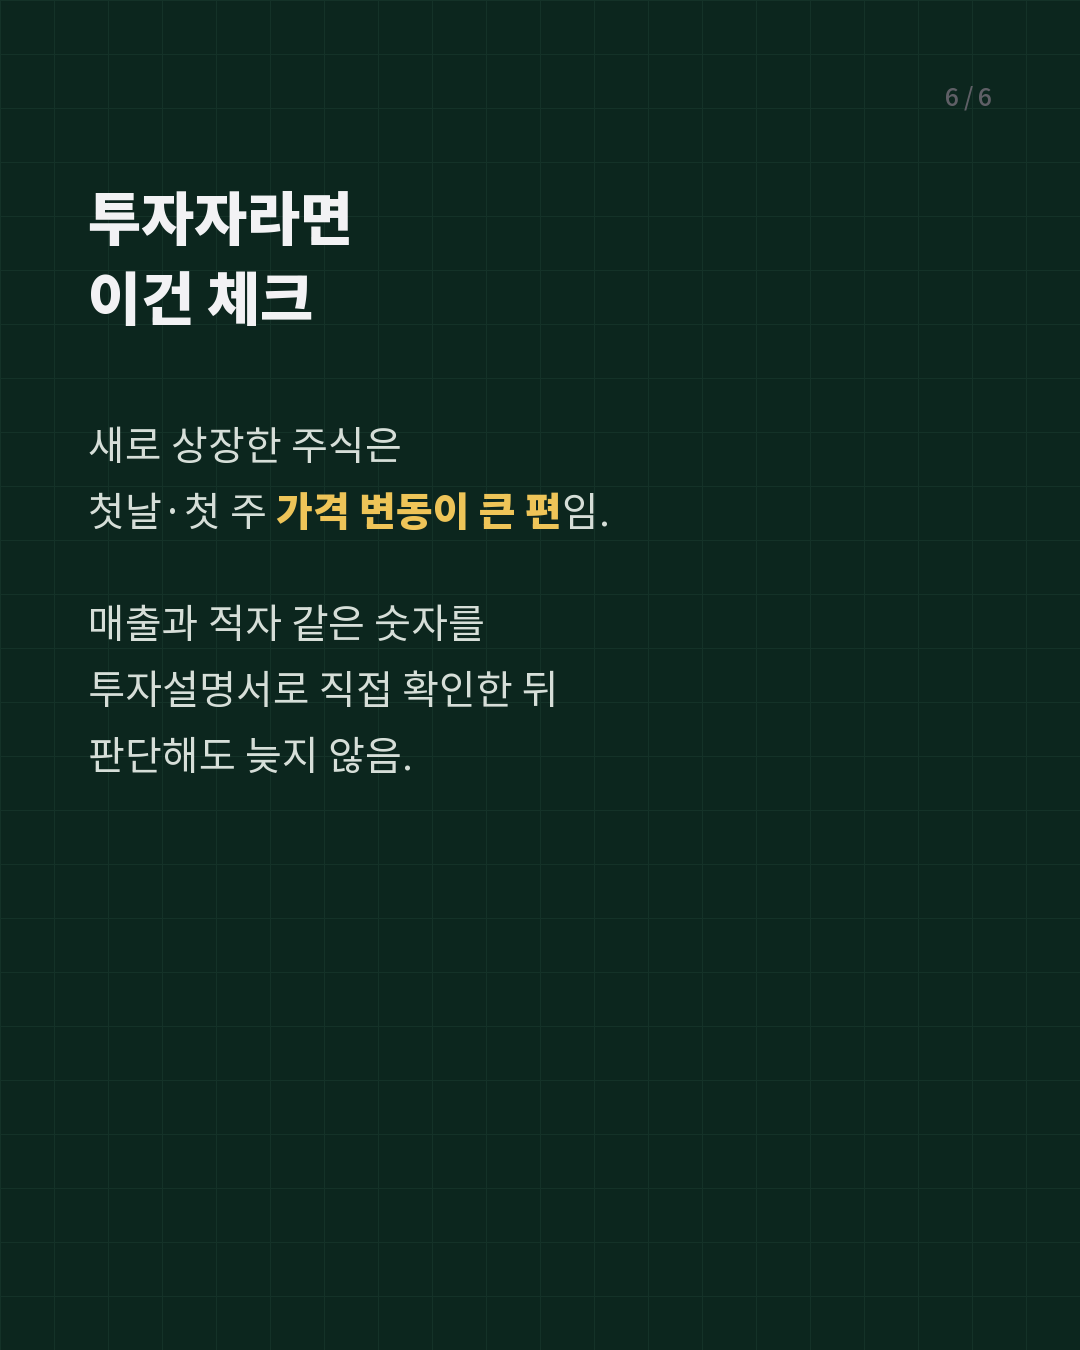 6/6
투자자라면
이건 체크
새로 상장한 주식은
첫날·첫 주 가격 변동이 큰 편임.
매출과 적자 같은 숫자를
투자설명서로 직접 확인한 뒤
판단해도 늦지 않음.